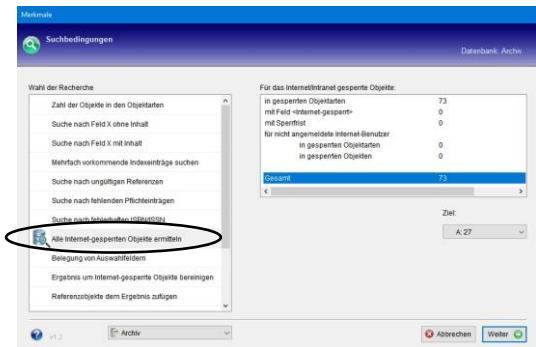 Merkmale
Suchbedingungen
Datenbank: Archiv
Wahl der Recherche
Zahl der Objekte in den Objektarten
Suche nach Feld X ohne Inhalt
Suche nach Feld X mit Inhalt
Mehrfach vorkommende Indexeinträge suchen
Suche nach ungültigen Referenzen
Suche nach fehlenden Pflichteinträgen
Suche nach fehlerhaften ISBN/ISSN
Alle Internet-gesperrten Objekte ermitteln
Belegung von Auswahlfeldern
Ergebnis um Internet-gesperrte Objekte bereinigen
Referenzobjekte dem Ergebnis zufügen
Für das Internet/Intranet gesperrte Objekte:
in gesperrten Objektarten 73
mit Feld <Internet-gesperrt> 0
mit Sperrfrist 0
für nicht angemeldete Internet-Benutzer
in gesperrten Objektarten 0
in gesperrten Objekten 0
Gesamt 73
Ziel:
A: 27
v1.2
Archiv
Abbrechen
Weiter